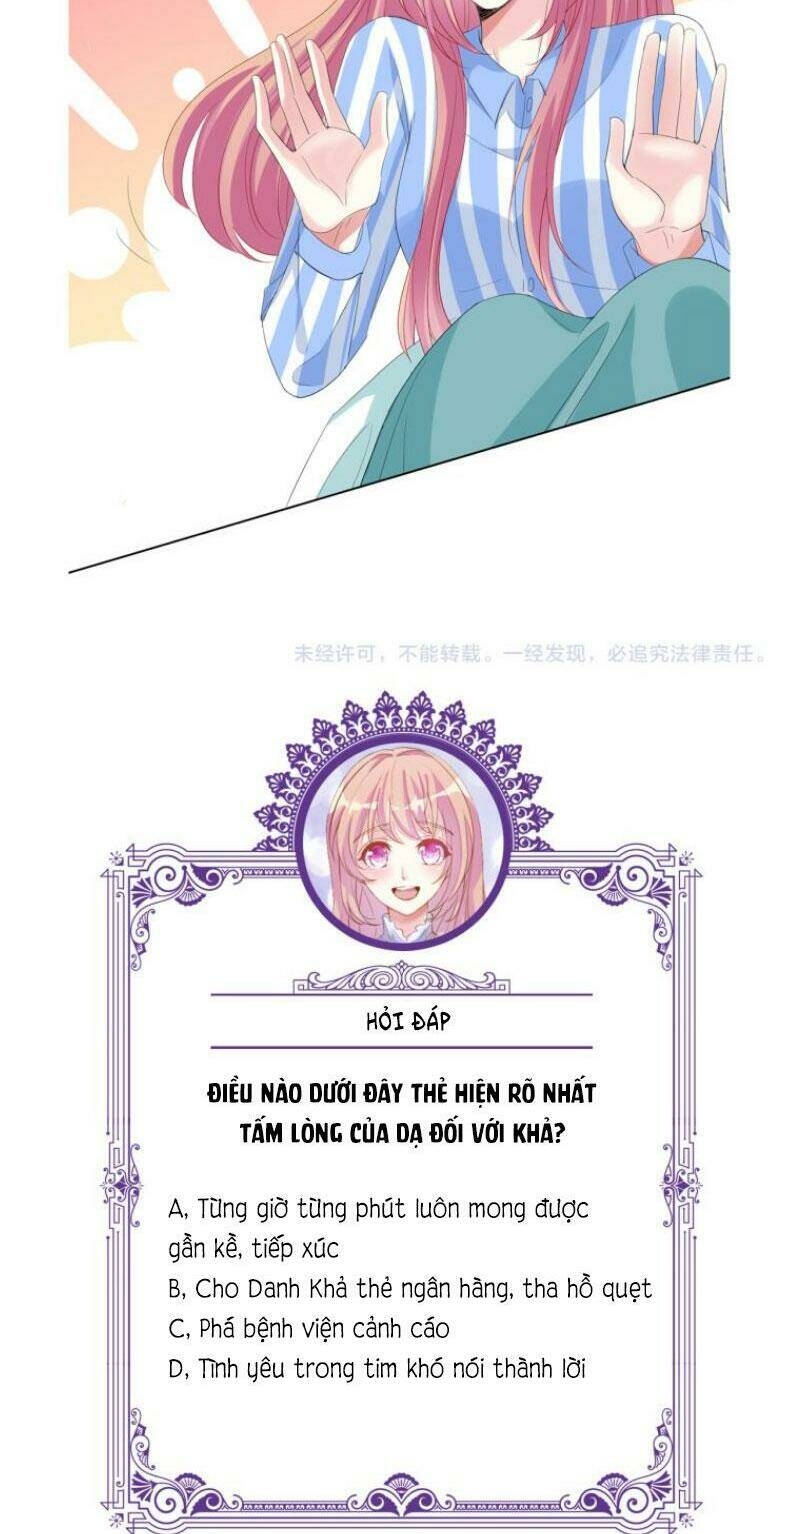 未经许可，不能转载。一经发现，必追究法律责任。
HỎI ĐÁP
ĐIỀU NÀO DƯỚI ĐÂY THẺ HIỆN RÕ NHẤT
TẤM LÒNG CỦA DẠ ĐỐI VỚI KHẢ?
A, Từng giờ từng phút luôn mong được
gần kề, tiếp xúc
B, Cho Danh Khả thẻ ngân hàng, tha hồ quẹt
C, Phá bệnh viện cảnh cáo
D, Tình yêu trong tim khó nói thành lời